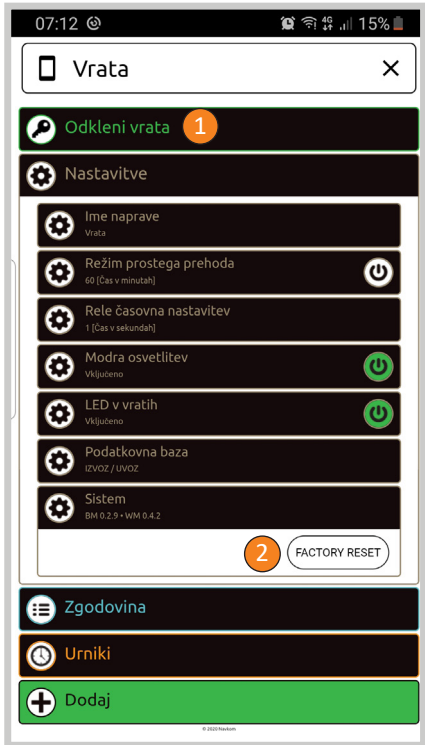 07:12 4G 15%
Vrata
Odkleni vrata 1
Nastavitve
Ime naprave
Vrata
Režim prostega prehoda
60 [Čas v minutah]
Rele časovna nastavitev
1 [Čas v sekundah]
Modra osvetlitev
Vključeno
LED v vratih
Vključeno
Podatkovna baza
IZVOZ / UVOZ
Sistem
BM 0.2.9 • WM 0.4.2
2 FACTORY RESET
Zgodovina
Urniki
Dodaj
© 2020 Navkom